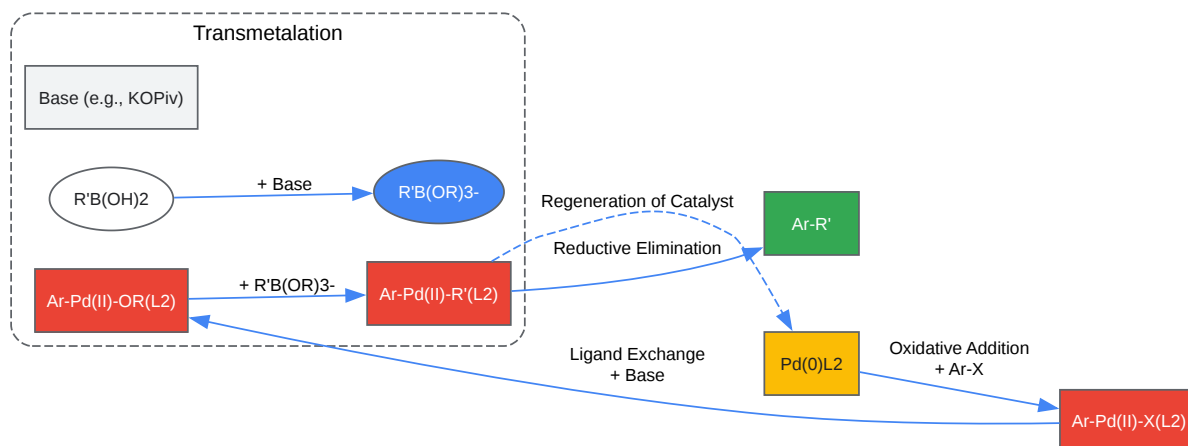 Transmetalation
Base (e.g., KOPiv)
R'B(OH)2
+ Base
R'B(OR)3-
Ar-Pd(II)-OR(L2)
+ R'B(OR)3-
Ar-Pd(II)-R'(L2)
Regeneration of Catalyst
Reductive Elimination
Ar-R'
Ligand Exchange
+ Base
Pd(0)L2
Oxidative Addition
+ Ar-X
Ar-Pd(II)-X(L2)